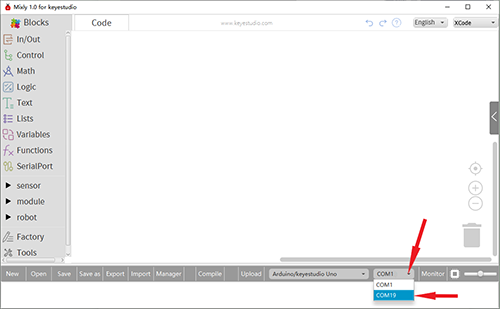 Mixly 1.0 for keyestudio
Blocks
Code
www.keyestudio.com
English
XCode
In/Out
Control
Math
Logic
Text
Lists
Variables
Functions
SerialPort
sensor
module
robot
Factory
Tools
New Open Save Save as Export Import Manager Compile Upload Arduino/keyestudio Uno COM1 Monitor
COM1
COM19